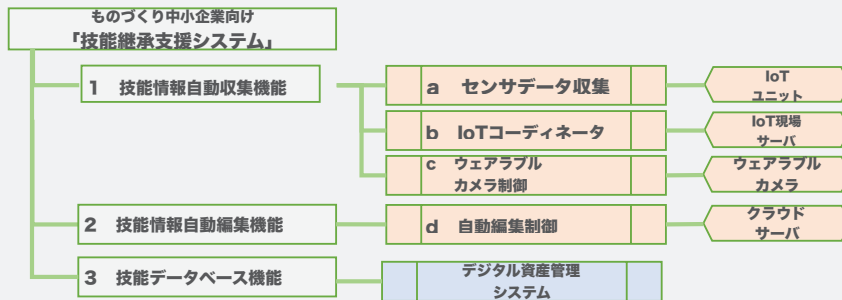 ものづくり中小企業向け
「技能継承支援システム」
1 技能情報自動収集機能
a センサデータ収集
IoT
ユニット
b IoTコーディネータ
IoT現場
サーバ
c ウェアラブル
カメラ制御
ウェアラブル
カメラ
2 技能情報自動編集機能
d 自動編集制御
クラウド
サーバ
3 技能データベース機能
デジタル資産管理
システム